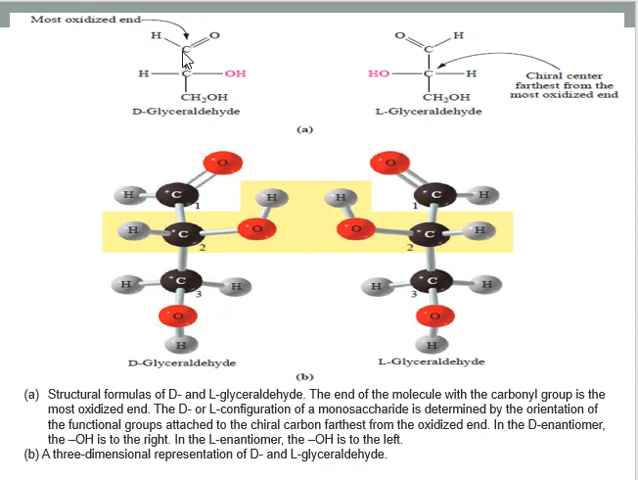 Most oxidized end
H O O H
C C
H C OH HO C H
CH₂OH CH₂OH
Chiral center
farthest from the
most oxidized end
D-Glyceraldehyde L-Glyceraldehyde
(a)
O O
H C C H
1 1
H H
H C O O C H
2 2
H C H H C H
3 3
O O
H H
D-Glyceraldehyde L-Glyceraldehyde
(b)
(a) Structural formulas of D- and L-glyceraldehyde. The end of the molecule with the carbonyl group is the
most oxidized end. The D- or L-configuration of a monosaccharide is determined by the orientation of
the functional groups attached to the chiral carbon farthest from the oxidized end. In the D-enantiomer,
the –OH is to the right. In the L-enantiomer, the –OH is to the left.
(b) A three-dimensional representation of D- and L-glyceraldehyde.